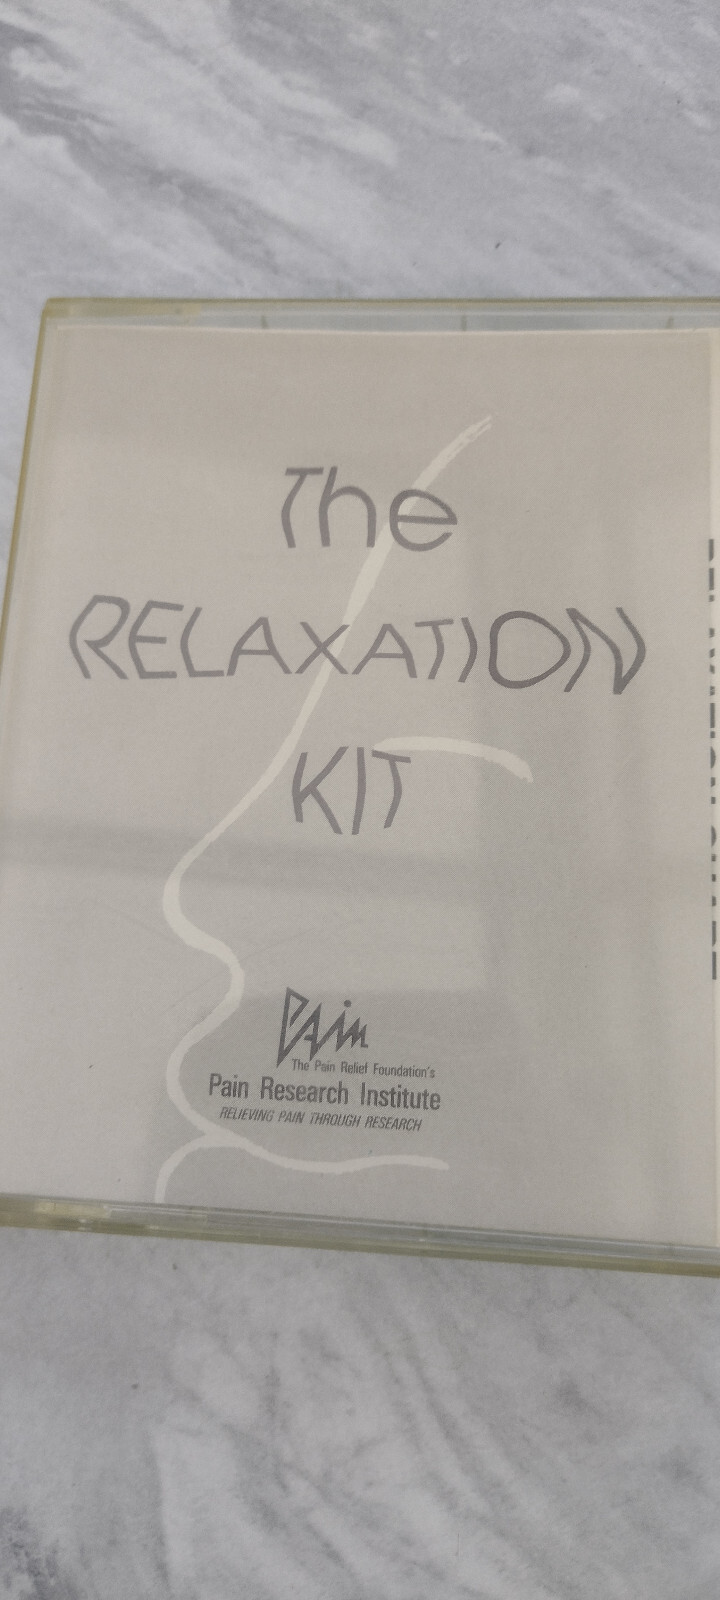 The
RELAXATION
KIT
Pain
The Pain Relief Foundation's
Pain Research Institute
RELIEVING PAIN THROUGH RESEARCH